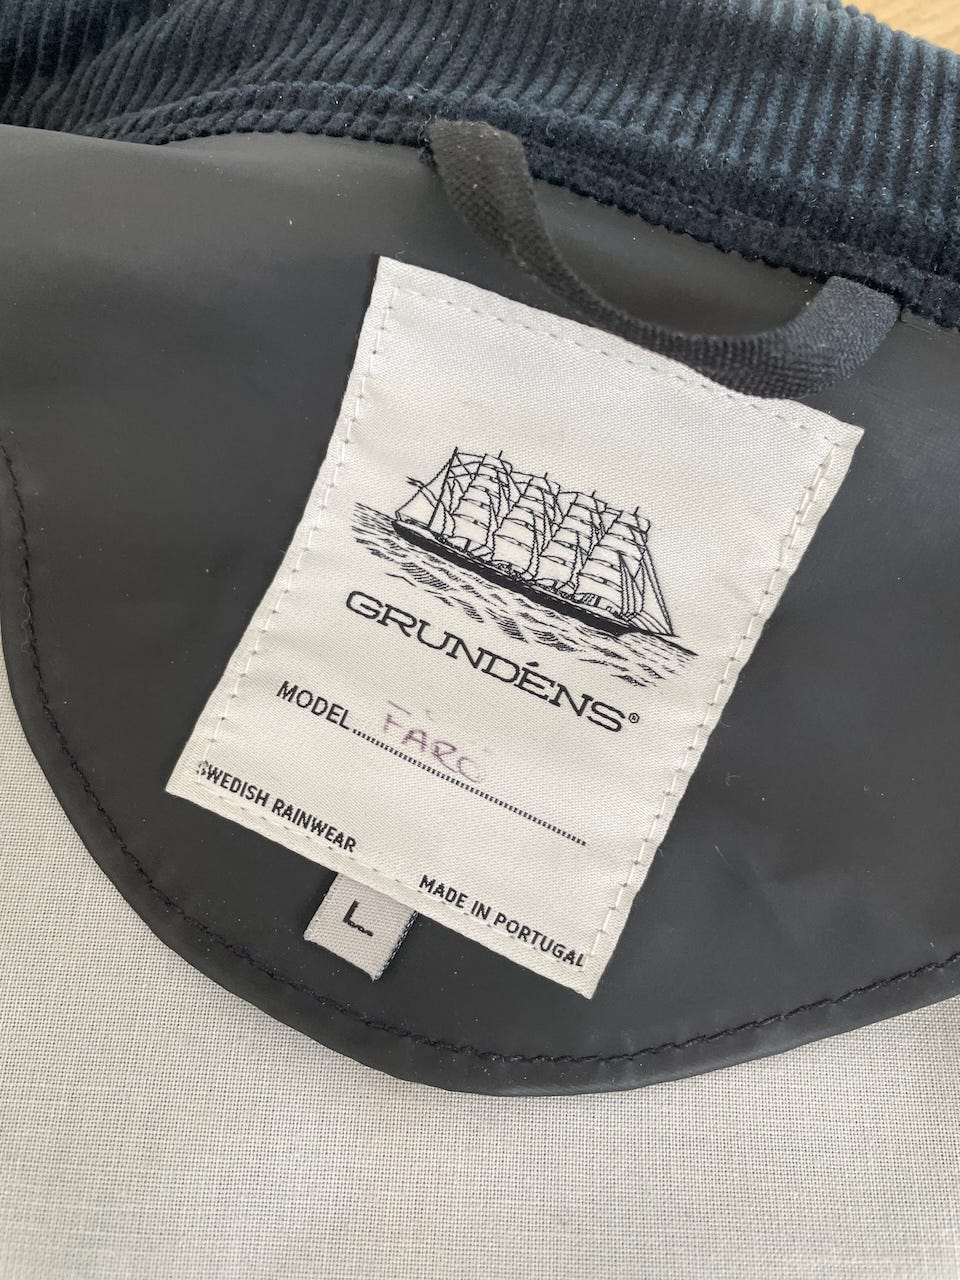 GRUNDÉNS®
MODEL FARO
SWEDISH RAINWEAR
MADE IN PORTUGAL
L